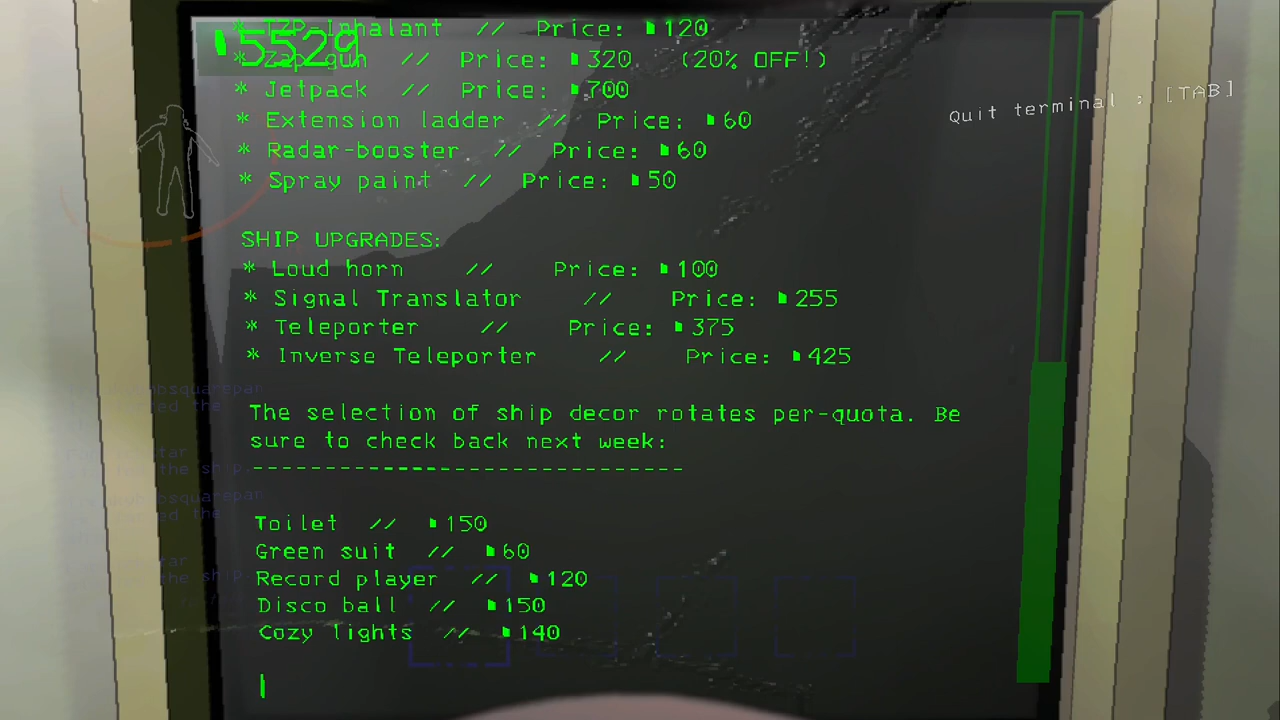 * TZP-Inhalant // Price: ▮120
▮5529
* Zap gun // Price: ▮320 (20% OFF!)
* Jetpack // Price: ▮700
Quit terminal : [TAB]
* Extension ladder // Price: ▮60
* Radar-booster // Price: ▮60
* Spray paint // Price: ▮50
SHIP UPGRADES:
* Loud horn // Price: ▮100
* Signal Translator // Price: ▮255
* Teleporter // Price: ▮375
* Inverse Teleporter // Price: ▮425
The selection of ship decor rotates per-quota. Be
sure to check back next week:
------------------------------
Toilet // ▮150
Green suit // ▮60
Record player // ▮120
Disco ball // ▮150
Cozy lights // ▮140